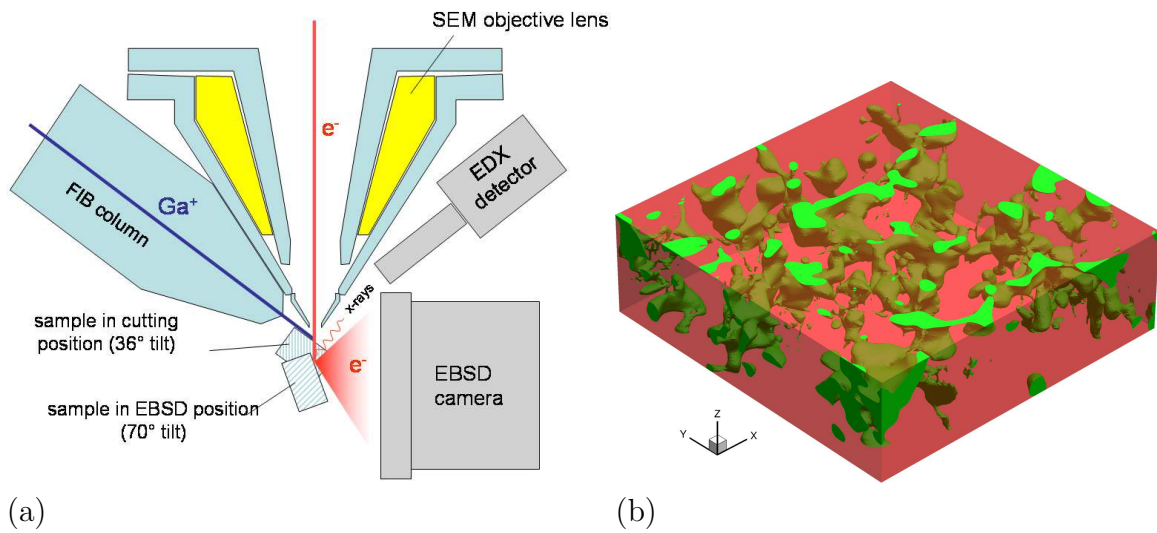 SEM objective lens
e-
EDX
detector
FIB column
Ga+
x-rays
sample in cutting
position (36° tilt)
e-
EBSD
camera
sample in EBSD position
(70° tilt)
Z
Y
X
(a)
(b)